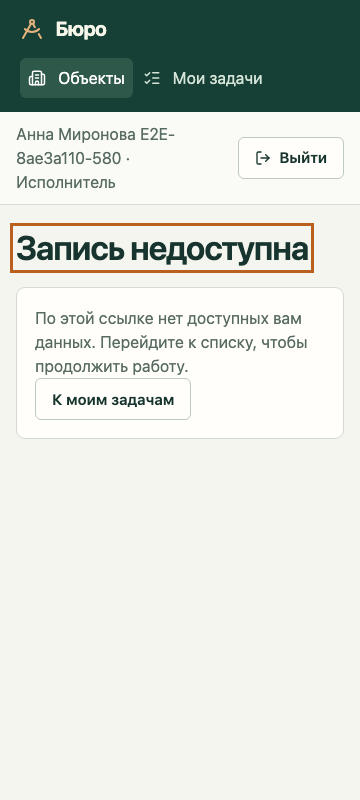 Бюро
Объекты
Мои задачи
Анна Миронова E2E-
8ae3a110-580 ·
Исполнитель
Выйти
Запись недоступна
По этой ссылке нет доступных вам
данных. Перейдите к списку, чтобы
продолжить работу.
К моим задачам